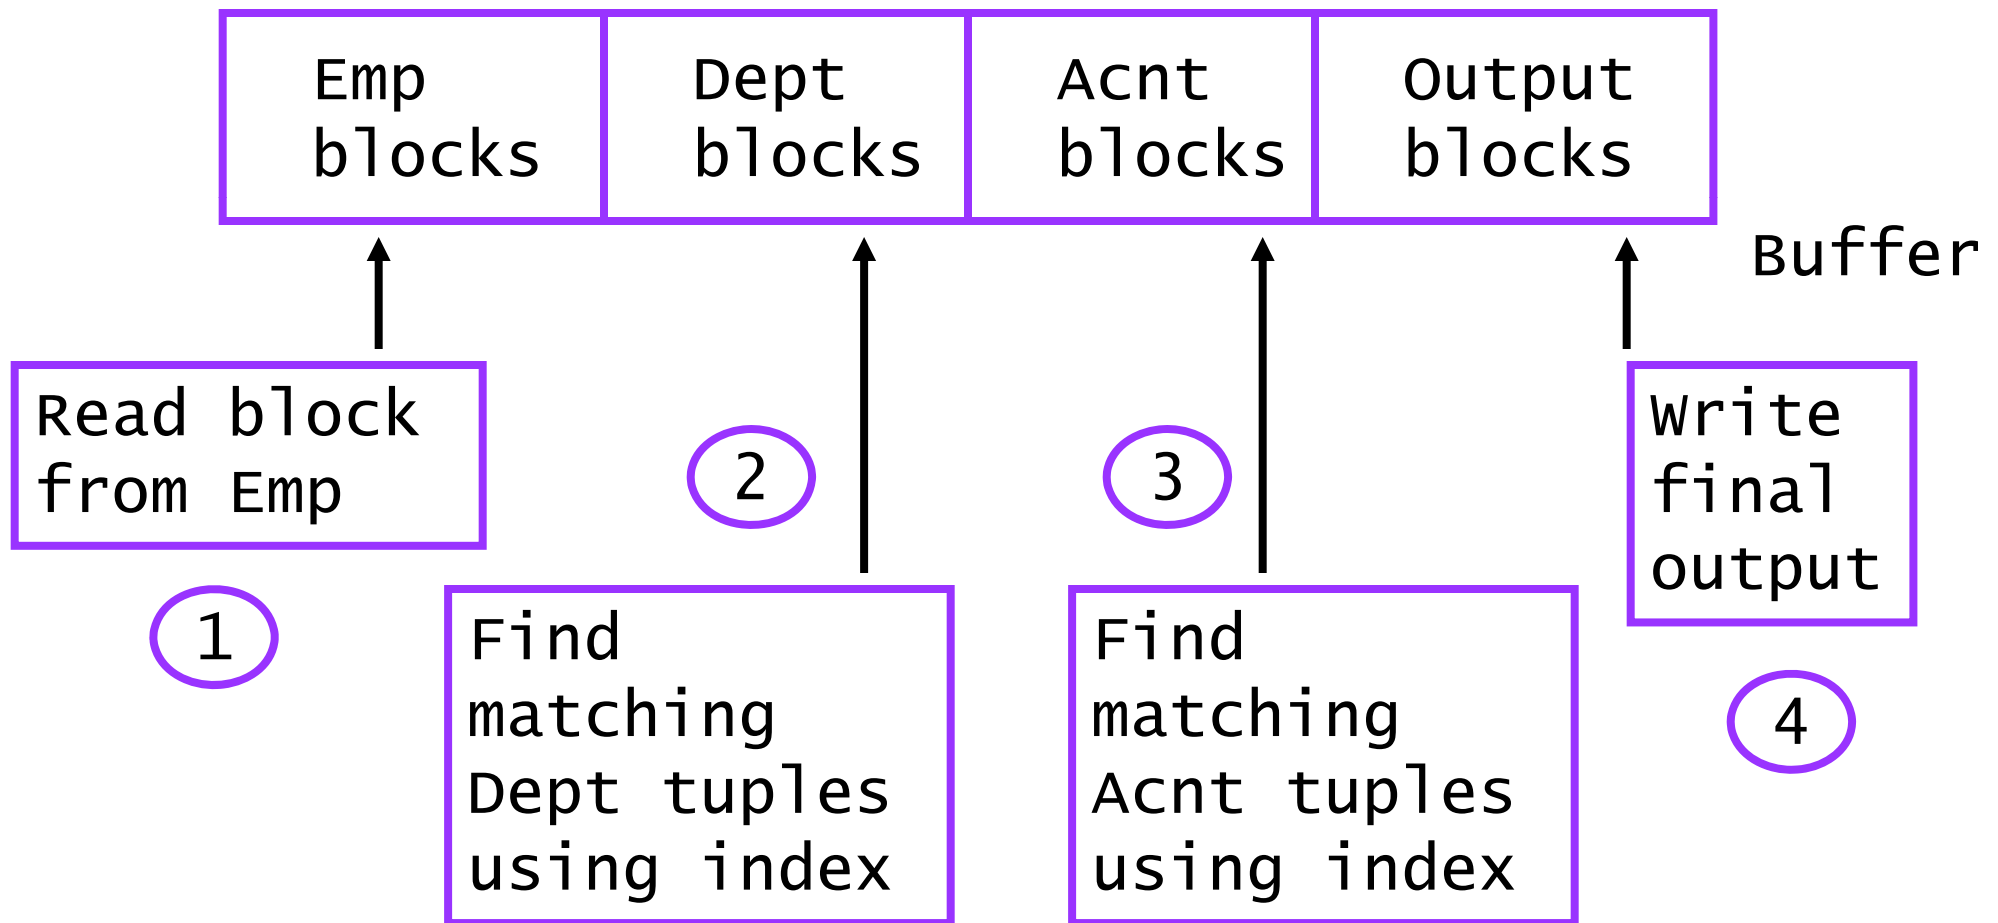 Emp
blocks
Dept
blocks
Acnt
blocks
Output
blocks
Buffer
Read block
from Emp
1
2
Find
matching
Dept tuples
using index
3
Find
matching
Acnt tuples
using index
Write
final
output
4